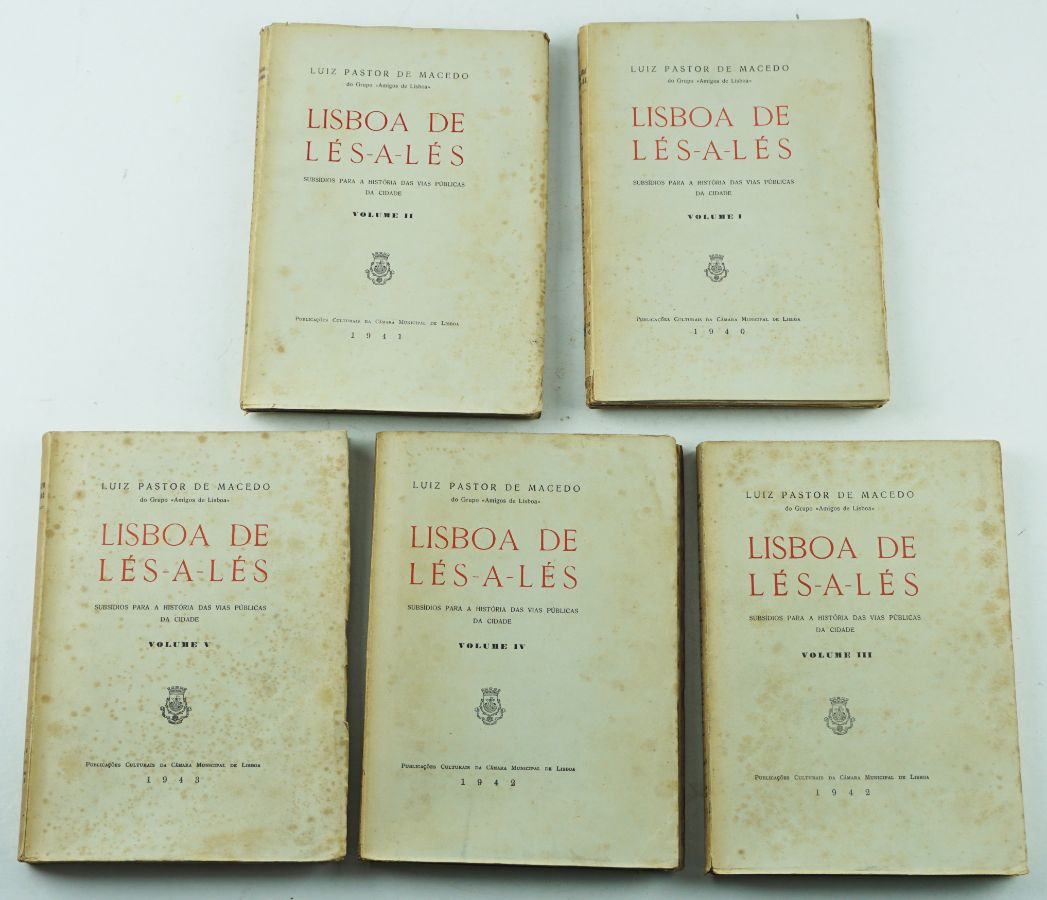 LUIZ PASTOR DE MACEDO
do Grupo «Amigos de Lisboa»
LISBOA DE
LÉS-A-LÉS
SUBSÍDIOS PARA A HISTÓRIA DAS VIAS PÚBLICAS
DA CIDADE
VOLUME II
PUBLICAÇÕES CULTURAIS DA CÂMARA MUNICIPAL DE LISBOA
1941
LUIZ PASTOR DE MACEDO
do Grupo «Amigos de Lisboa»
LISBOA DE
LÉS-A-LÉS
SUBSÍDIOS PARA A HISTÓRIA DAS VIAS PÚBLICAS
DA CIDADE
VOLUME I
PUBLICAÇÕES CULTURAIS DA CÂMARA MUNICIPAL DE LISBOA
1940
LUIZ PASTOR DE MACEDO
do Grupo «Amigos de Lisboa»
LISBOA DE
LÉS-A-LÉS
SUBSÍDIOS PARA A HISTÓRIA DAS VIAS PÚBLICAS
DA CIDADE
VOLUME V
PUBLICAÇÕES CULTURAIS DA CÂMARA MUNICIPAL DE LISBOA
1943
LUIZ PASTOR DE MACEDO
do Grupo «Amigos de Lisboa»
LISBOA DE
LÉS-A-LÉS
SUBSÍDIOS PARA A HISTÓRIA DAS VIAS PÚBLICAS
DA CIDADE
VOLUME IV
PUBLICAÇÕES CULTURAIS DA CÂMARA MUNICIPAL DE LISBOA
1942
LUIZ PASTOR DE MACEDO
do Grupo «Amigos de Lisboa»
LISBOA DE
LÉS-A-LÉS
SUBSÍDIOS PARA A HISTÓRIA DAS VIAS PÚBLICAS
DA CIDADE
VOLUME III
PUBLICAÇÕES CULTURAIS DA CÂMARA MUNICIPAL DE LISBOA
1942